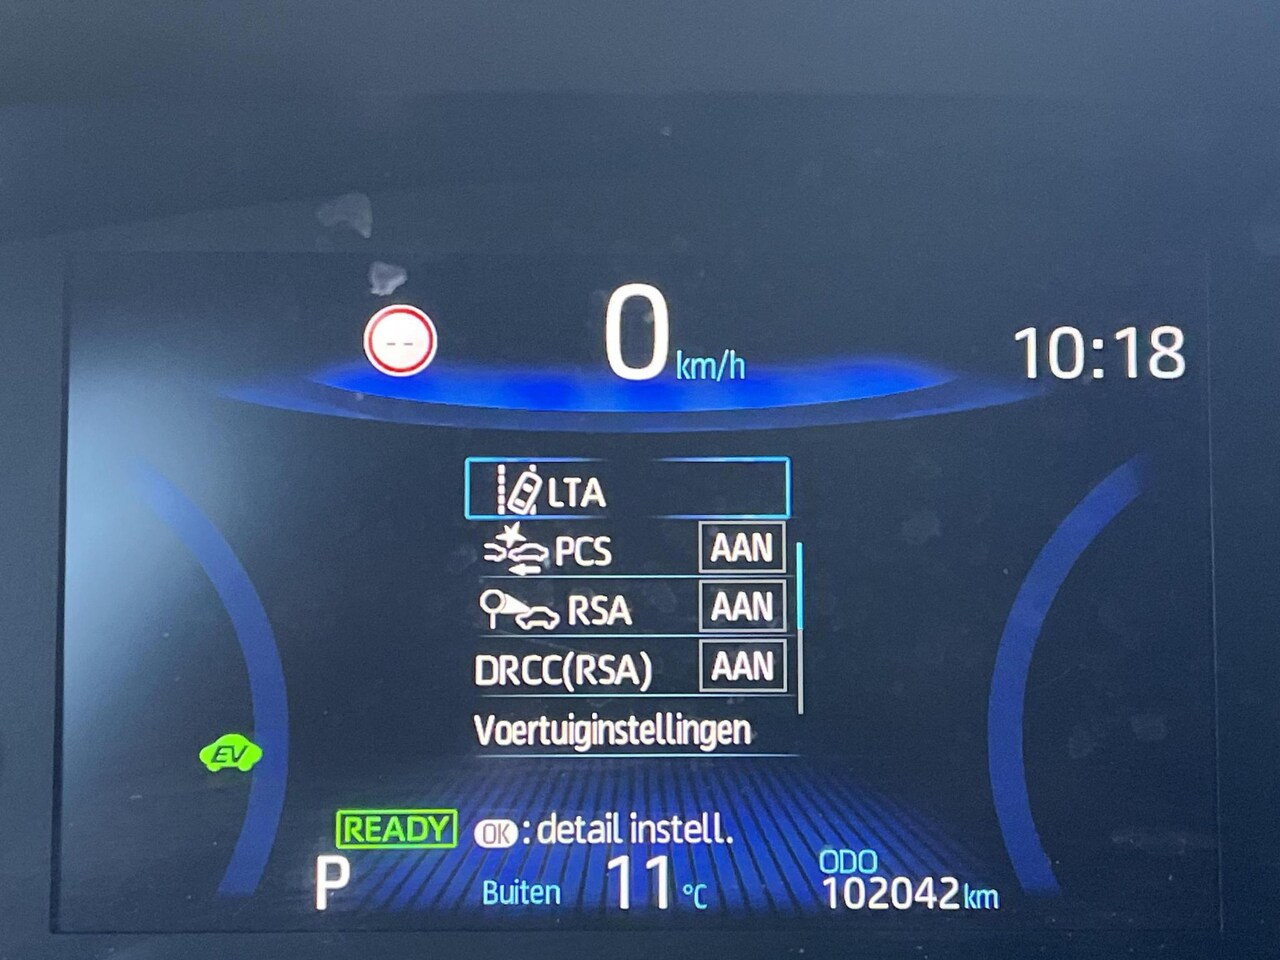 --
0 km/h
10:18
LTA
PCS AAN
RSA AAN
DRCC(RSA) AAN
Voertuiginstellingen
EV
READY OK : detail instell.
P Buiten 11 °C
ODO
102042 km